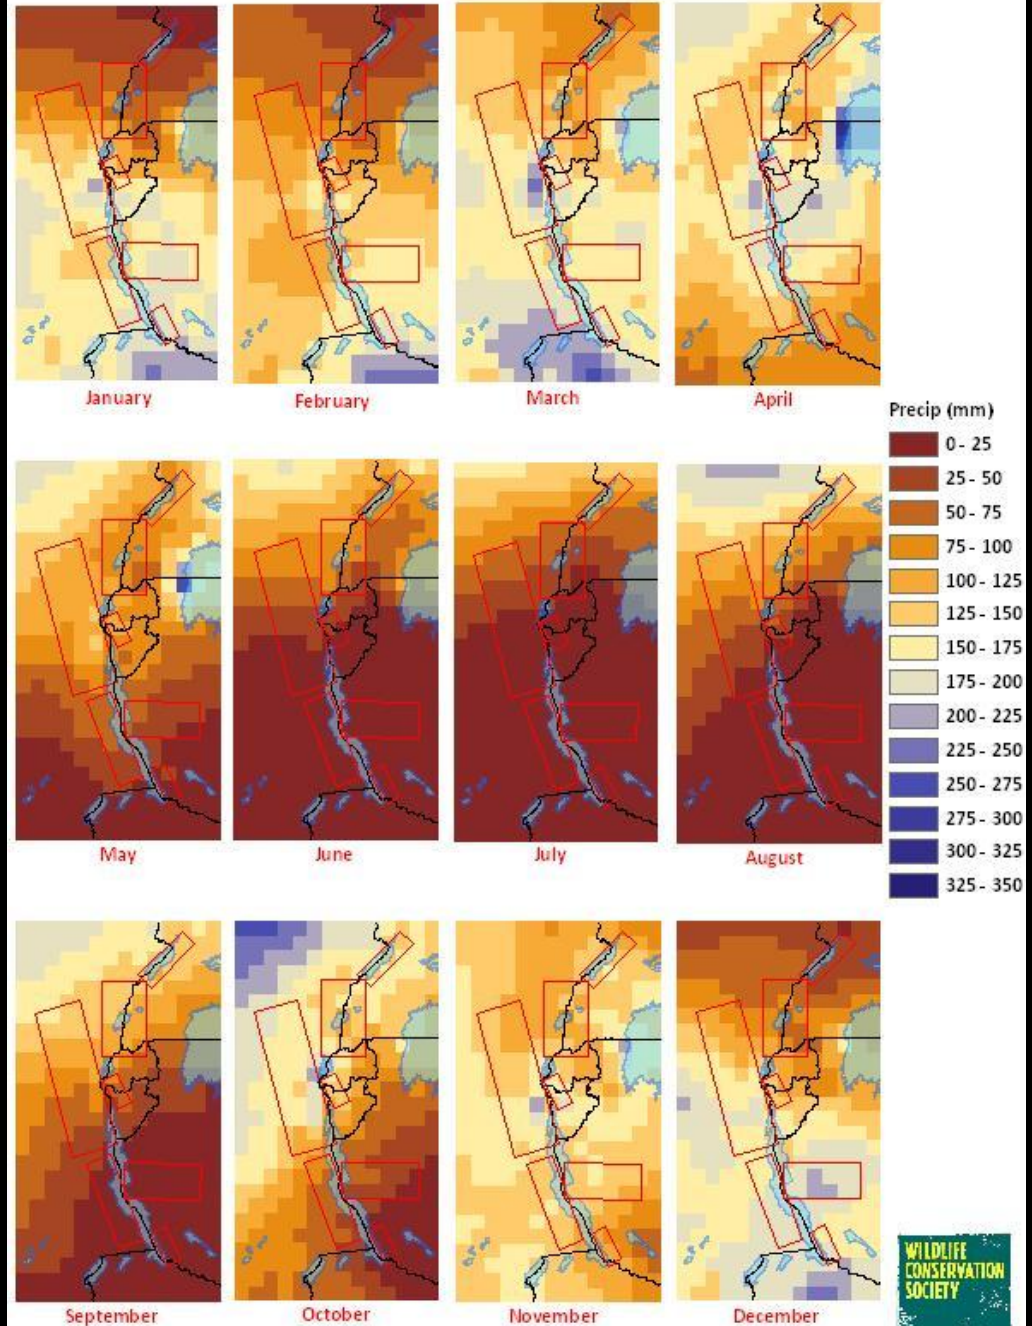 January
February
March
April
Precip (mm)
0 - 25
25 - 50
50 - 75
75 - 100
100 - 125
125 - 150
150 - 175
175 - 200
200 - 225
225 - 250
250 - 275
275 - 300
300 - 325
325 - 350
May
June
July
August
September
October
November
December
WILDLIFE
CONSERVATION
SOCIETY